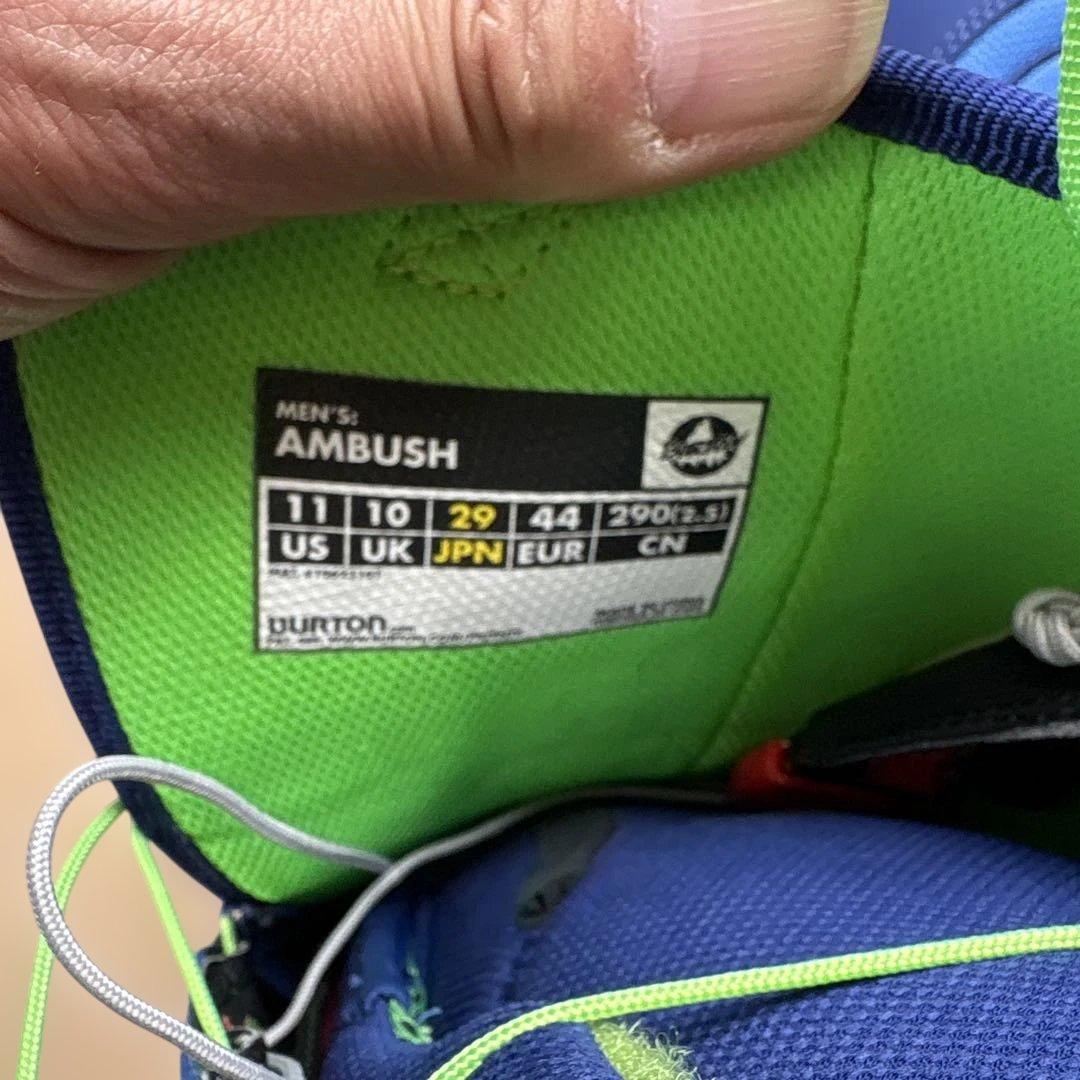 MEN'S:
AMBUSH
11 10 29 44 290(2.5)
US UK JPN EUR CN
BURTON